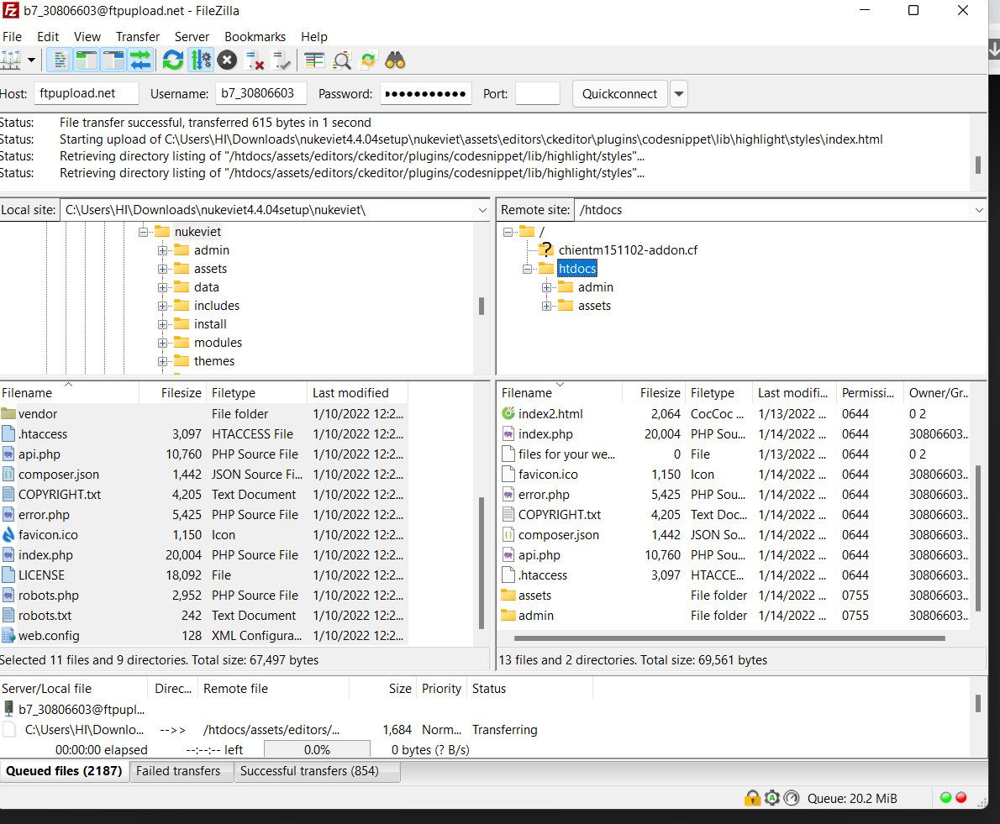 b7_30806603@ftpupload.net - FileZilla
File Edit View Transfer Server Bookmarks Help
Host: ftpupload.net Username: b7_30806603 Password: ●●●●●●●●●●● Port: Quickconnect
Status: File transfer successful, transferred 615 bytes in 1 second
Status: Starting upload of C:\Users\HI\Downloads\nukeviet4.4.04setup\nukeviet\assets\editors\ckeditor\plugins\codesnippet\lib\highlight\styles\index.html
Status: Retrieving directory listing of "/htdocs/assets/editors/ckeditor/plugins/codesnippet/lib/highlight/styles"...
Status: Retrieving directory listing of "/htdocs/assets/editors/ckeditor/plugins/codesnippet/lib/highlight/styles"...
Local site: C:\Users\HI\Downloads\nukeviet4.4.04setup\nukeviet\
nukeviet
admin
assets
data
includes
install
modules
themes
Remote site: /htdocs
/
chientm151102-addon.cf
htdocs
admin
assets
Filename Filesize Filetype Last modified
vendor File folder 1/10/2022 12:2...
.htaccess 3,097 HTACCESS File 1/10/2022 12:2...
api.php 10,760 PHP Source File 1/10/2022 12:2...
composer.json 1,442 JSON Source Fi... 1/10/2022 12:2...
COPYRIGHT.txt 4,205 Text Document 1/10/2022 12:2...
error.php 5,425 PHP Source File 1/10/2022 12:2...
favicon.ico 1,150 Icon 1/10/2022 12:2...
index.php 20,004 PHP Source File 1/10/2022 12:2...
LICENSE 18,092 File 1/10/2022 12:2...
robots.php 2,952 PHP Source File 1/10/2022 12:2...
robots.txt 242 Text Document 1/10/2022 12:2...
web.config 128 XML Configura... 1/10/2022 12:2...
Selected 11 files and 9 directories. Total size: 67,497 bytes
Filename Filesize Filetype Last modifi... Permissi... Owner/Gr...
index2.html 2,064 CocCoc ... 1/13/2022 ... 0644 0 2
index.php 20,004 PHP Sou... 1/14/2022 ... 0644 30806603...
files for your we... 0 File 1/13/2022 ... 0644 0 2
favicon.ico 1,150 Icon 1/14/2022 ... 0644 30806603...
error.php 5,425 PHP Sou... 1/14/2022 ... 0644 30806603...
COPYRIGHT.txt 4,205 Text Doc... 1/14/2022 ... 0644 30806603...
composer.json 1,442 JSON So... 1/14/2022 ... 0644 30806603...
api.php 10,760 PHP Sou... 1/14/2022 ... 0644 30806603...
.htaccess 3,097 HTACCE... 1/14/2022 ... 0644 30806603...
assets File folder 1/14/2022 ... 0755 30806603...
admin File folder 1/14/2022 ... 0755 30806603...
13 files and 2 directories. Total size: 69,561 bytes
Server/Local file Direc... Remote file Size Priority Status
b7_30806603@ftpupl...
C:\Users\HI\Downlo... -->> /htdocs/assets/editors/... 1,684 Norm... Transferring
00:00:00 elapsed --:--:-- left 0.0% 0 bytes (? B/s)
Queued files (2187) Failed transfers Successful transfers (854)
Queue: 20.2 MiB